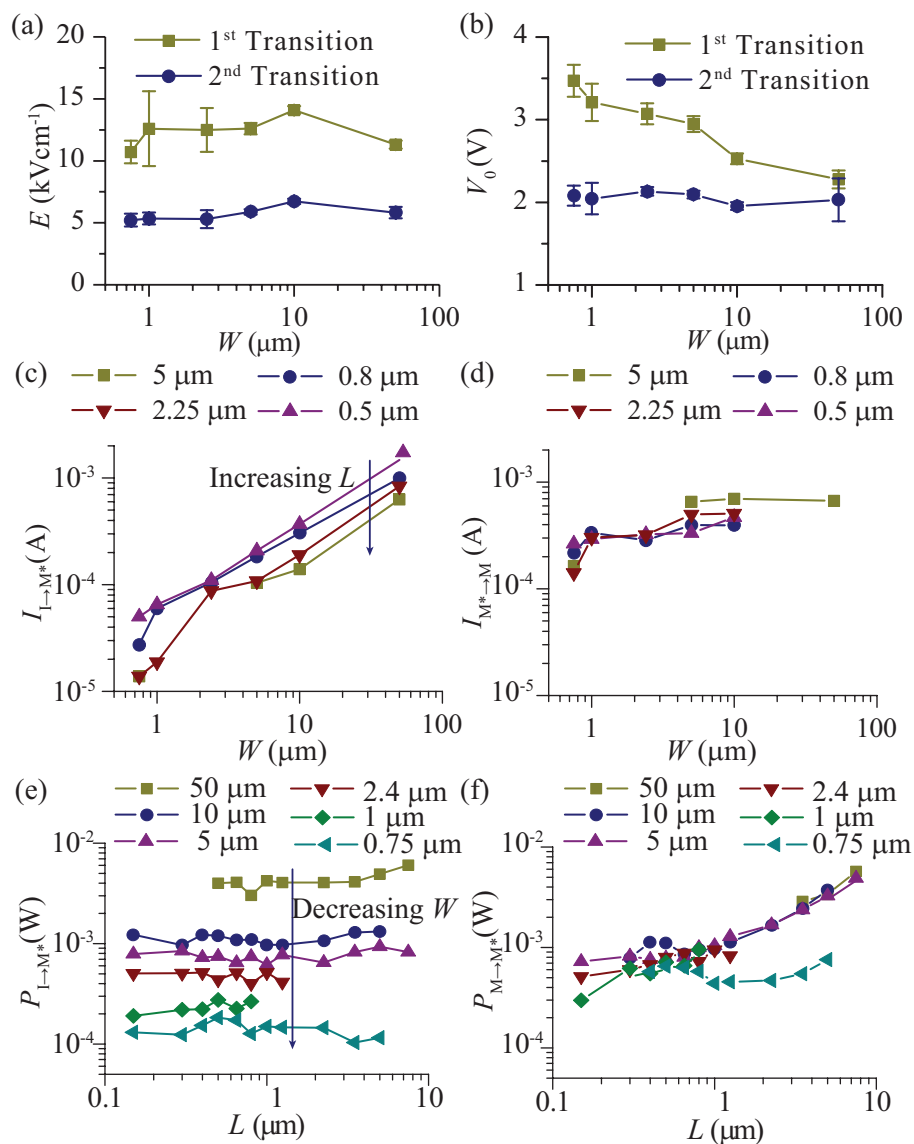 (a)
20
15
10
5
0
E (kVcm⁻¹)
1ˢᵗ Transition
2ⁿᵈ Transition
1 10 100
W (μm)
(b)
4
3
2
1
V₀(V)
1ˢᵗ Transition
2ⁿᵈ Transition
1 10 100
W (μm)
(c)
5 μm 0.8 μm
2.25 μm 0.5 μm
10⁻³
10⁻⁴
10⁻⁵
I_I→M*(A)
Increasing L
1 10 100
W (μm)
(d)
5 μm 0.8 μm
2.25 μm 0.5 μm
10⁻³
10⁻⁴
10⁻⁵
I_M*→M (A)
1 10 100
W (μm)
(e)
50 μm 2.4 μm
10 μm 1 μm
5 μm 0.75 μm
10⁻²
10⁻³
10⁻⁴
P_I→M*(W)
Decreasing W
0.1 1 10
L (μm)
(f)
50 μm 2.4 μm
10 μm 1 μm
5 μm 0.75 μm
10⁻²
10⁻³
10⁻⁴
P_M→M*(W)
0.1 1 10
L (μm)